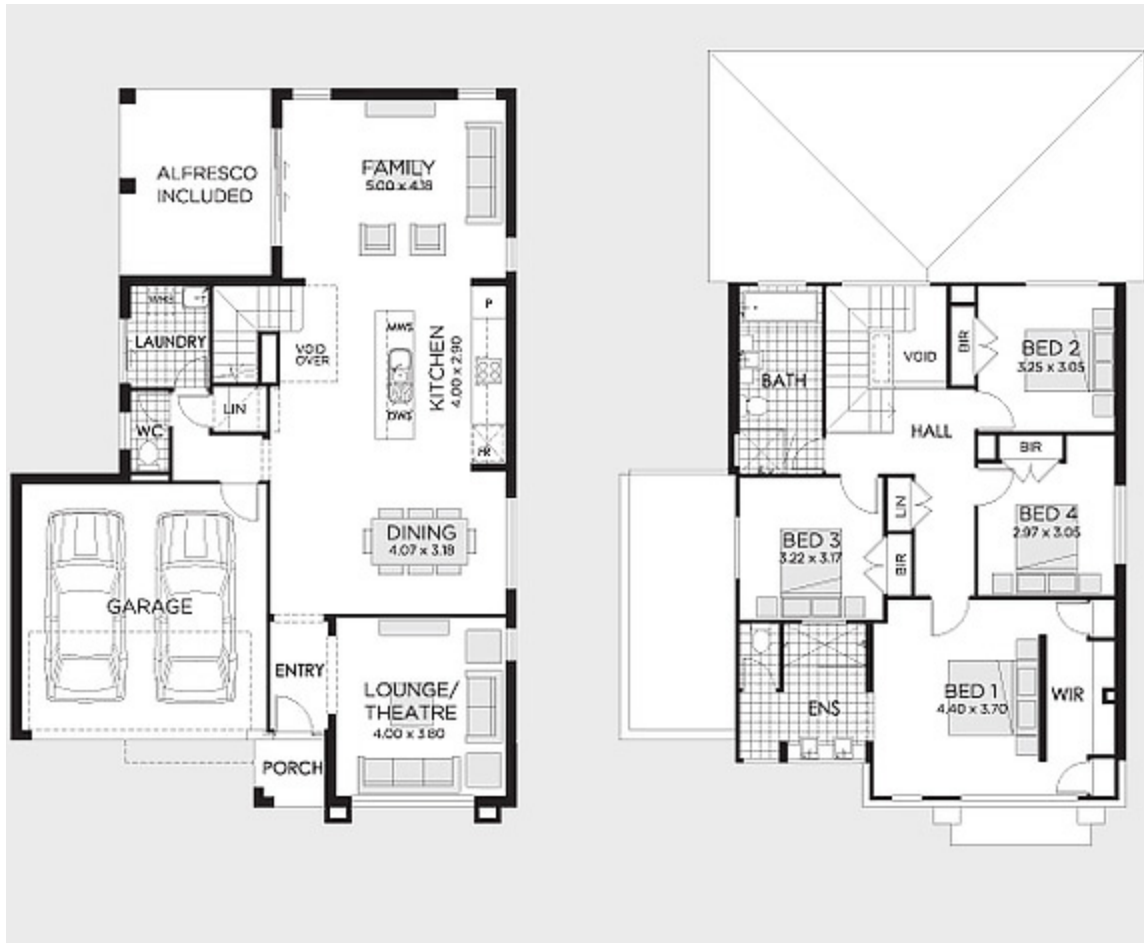 ALFRESCO
INCLUDED
FAMILY
5.00 x 4.18
LAUNDRY
VOID
OVER
MWS
DWS
KITCHEN
4.00 x 2.90
P
FR
LIN
WC
DINING
4.07 x 3.18
GARAGE
ENTRY
LOUNGE/
THEATRE
4.00 x 3.80
PORCH
BATH
VOID
BIR
BED 2
3.25 x 3.05
HALL
BIR
LIN
BED 4
2.97 x 3.05
BED 3
3.22 x 3.17
BIR
ENS
BED 1
4.40 x 3.70
WIR